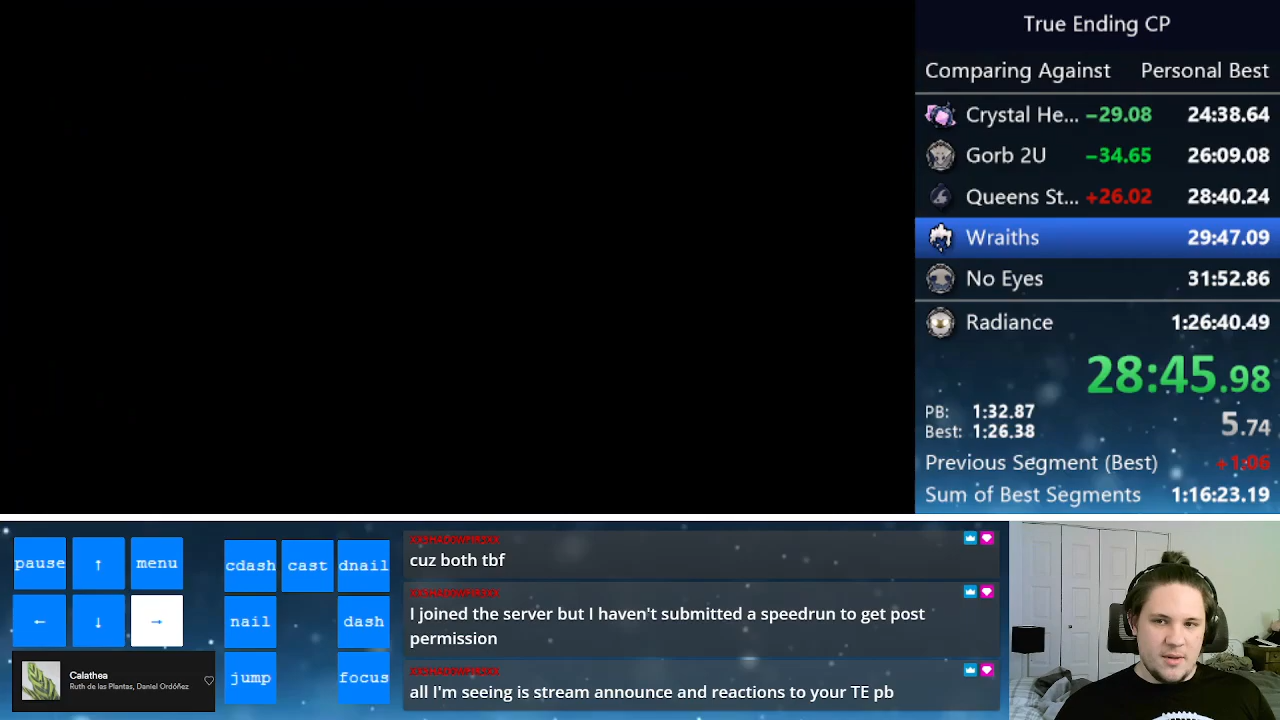 True Ending CP
Comparing Against Personal Best
Crystal He... −29.08 24:38.64
Gorb 2U −34.65 26:09.08
Queens St... +26.02 28:40.24
Wraiths 29:47.09
No Eyes 31:52.86
Radiance 1:26:40.49
28:45.98
PB: 1:32.87
Best: 1:26.38
5.74
Previous Segment (Best) +1:06
Sum of Best Segments 1:16:23.19
pause ↑ menu
← ↓ →
cdash cast dnail
nail dash
jump focus
Calathea
Ruth de las Plantas, Daniel Ordóñez
cuz both tbf
I joined the server but I haven't submitted a speedrun to get post
permission
all I'm seeing is stream announce and reactions to your TE pb